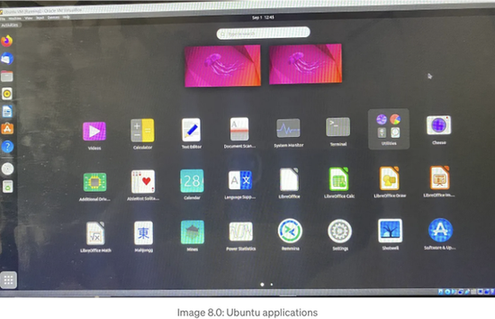 Sep 1 12:43
Type to search
Videos
Calculator
Text Editor
Document Scan...
System Monitor
Terminal
Utilities
Cheese
Additional Driv...
AisleRiot Solita...
Calendar
28
Language Supp...
LibreOffice
LibreOffice Calc
LibreOffice Draw
LibreOffice Im...
LibreOffice Math
Mahjongg
Mines
Power Statistics
Remmina
Settings
Shotwell
Software & Up...
Image 8.0: Ubuntu applications